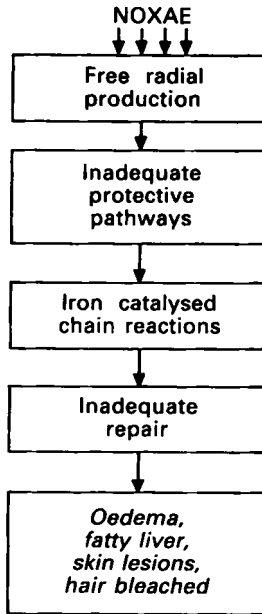 NOXAE
Free radial
production
Inadequate
protective
pathways
Iron catalysed
chain reactions
Inadequate
repair
Oedema,
fatty liver,
skin lesions,
hair bleached